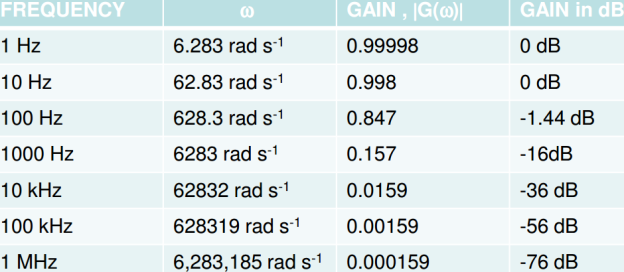 FREQUENCY ω GAIN , |G(ω)| GAIN in dB
1 Hz 6.283 rad s⁻¹ 0.99998 0 dB
10 Hz 62.83 rad s⁻¹ 0.998 0 dB
100 Hz 628.3 rad s⁻¹ 0.847 -1.44 dB
1000 Hz 6283 rad s⁻¹ 0.157 -16dB
10 kHz 62832 rad s⁻¹ 0.0159 -36 dB
100 kHz 628319 rad s⁻¹ 0.00159 -56 dB
1 MHz 6,283,185 rad s⁻¹ 0.000159 -76 dB